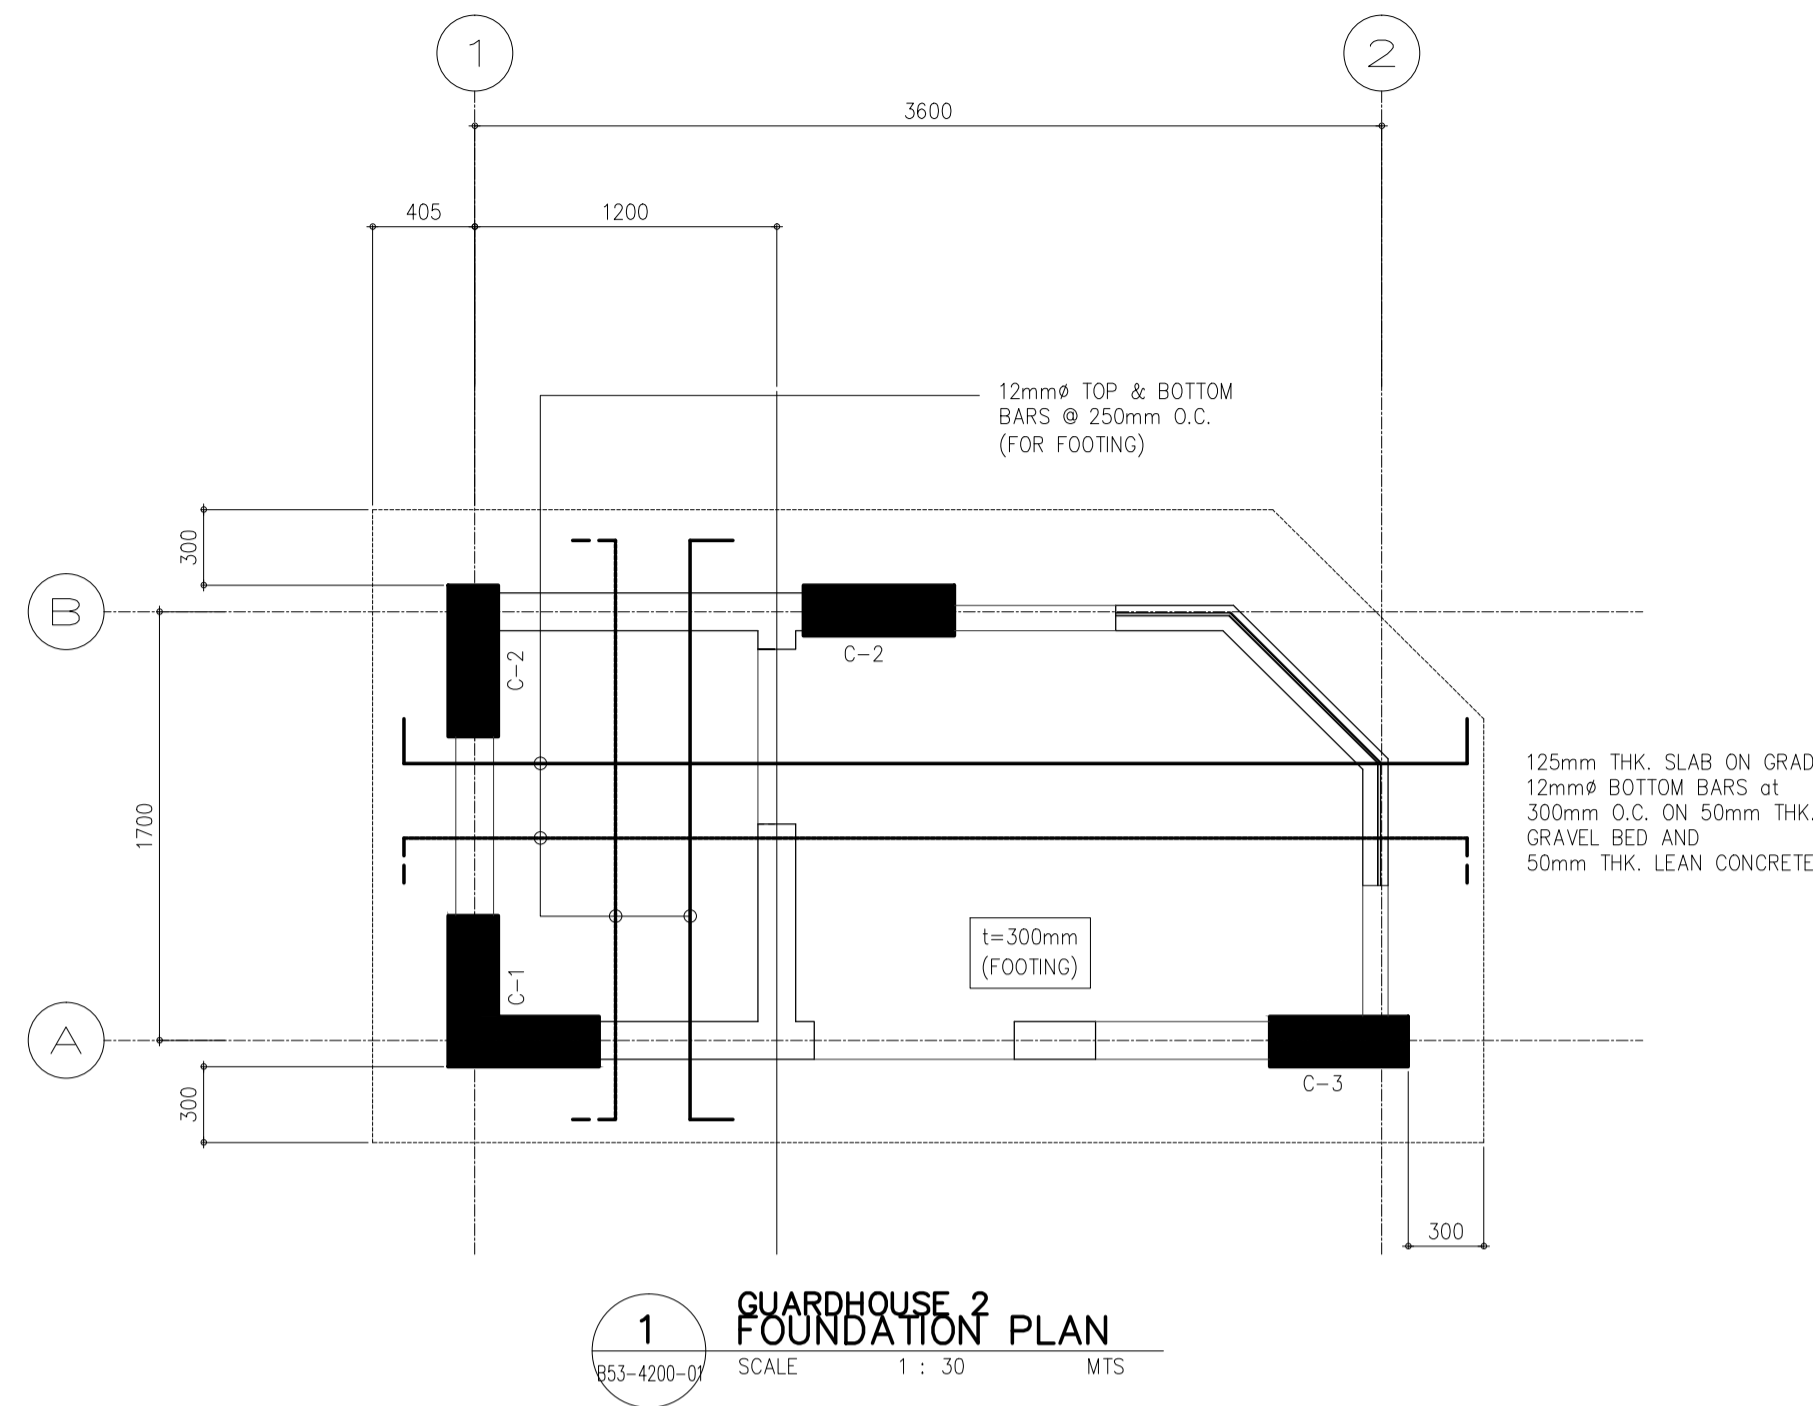 1
2
3600
405
1200
12mmø TOP & BOTTOM
BARS @ 250mm O.C.
(FOR FOOTING)
300
B
C-2
C-2
125mm THK. SLAB ON GRAD
12mmø BOTTOM BARS at
300mm O.C. ON 50mm THK.
GRAVEL BED AND
50mm THK. LEAN CONCRETE
1700
t=300mm
(FOOTING)
C-1
A
C-3
300
300
1
B53-4200-01
GUARDHOUSE 2
FOUNDATION PLAN
SCALE 1 : 30 MTS